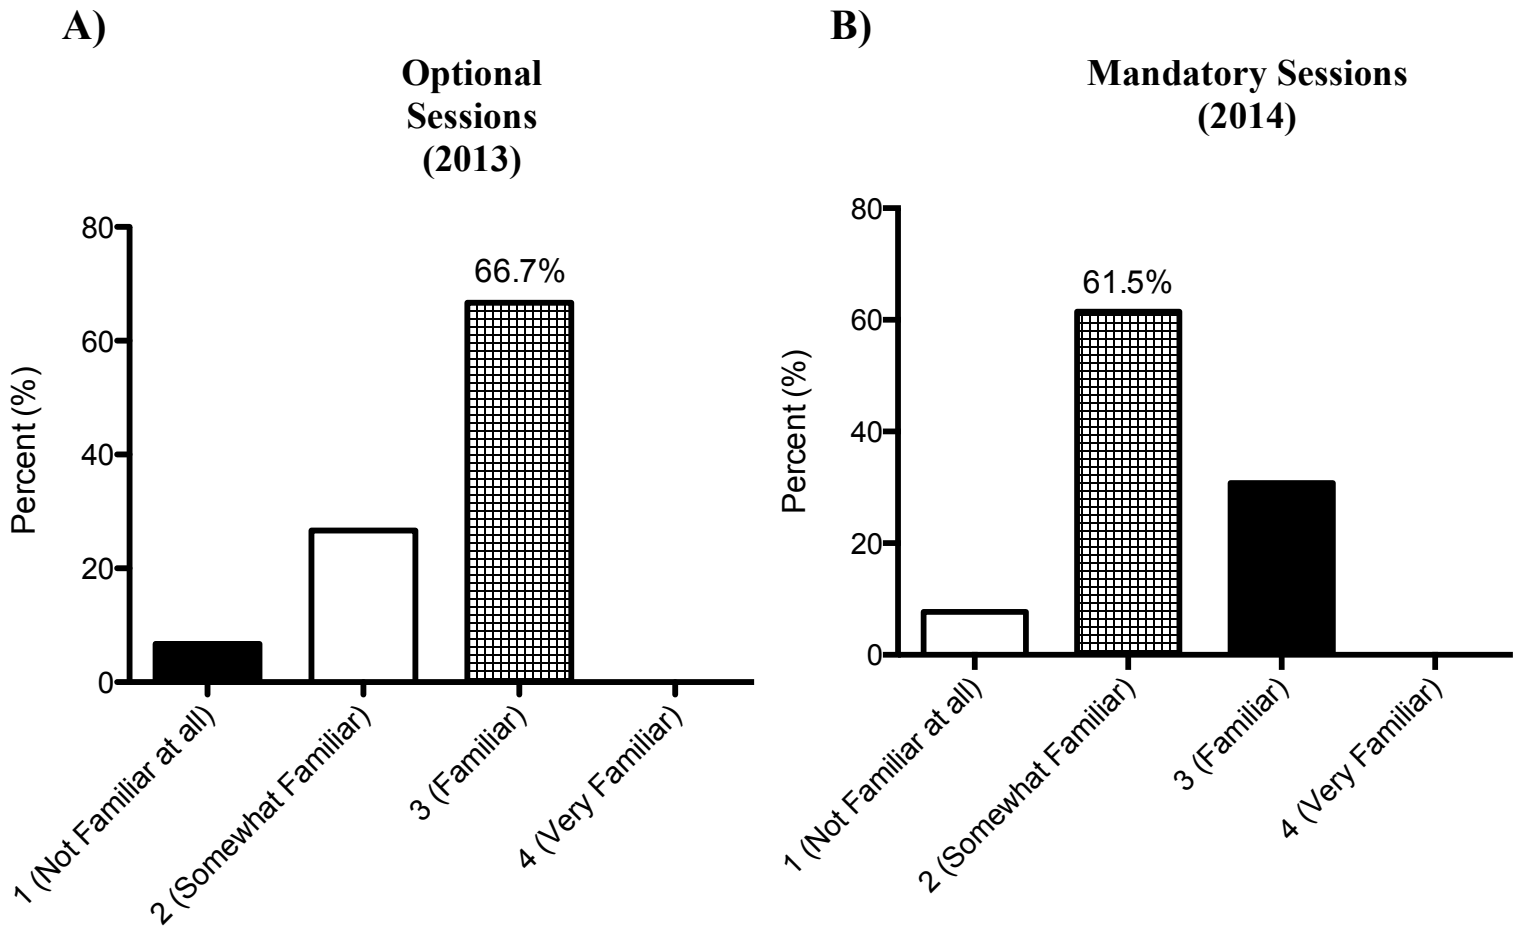 A)
Optional
Sessions
(2013)
80
60
40
20
0
Percent (%)
66.7%
1 (Not Familiar at all)
2 (Somewhat Familiar)
3 (Familiar)
4 (Very Familiar)
B)
Mandatory Sessions
(2014)
80
60
40
20
0
Percent (%)
61.5%
1 (Not Familiar at all)
2 (Somewhat Familiar)
3 (Familiar)
4 (Very Familiar)